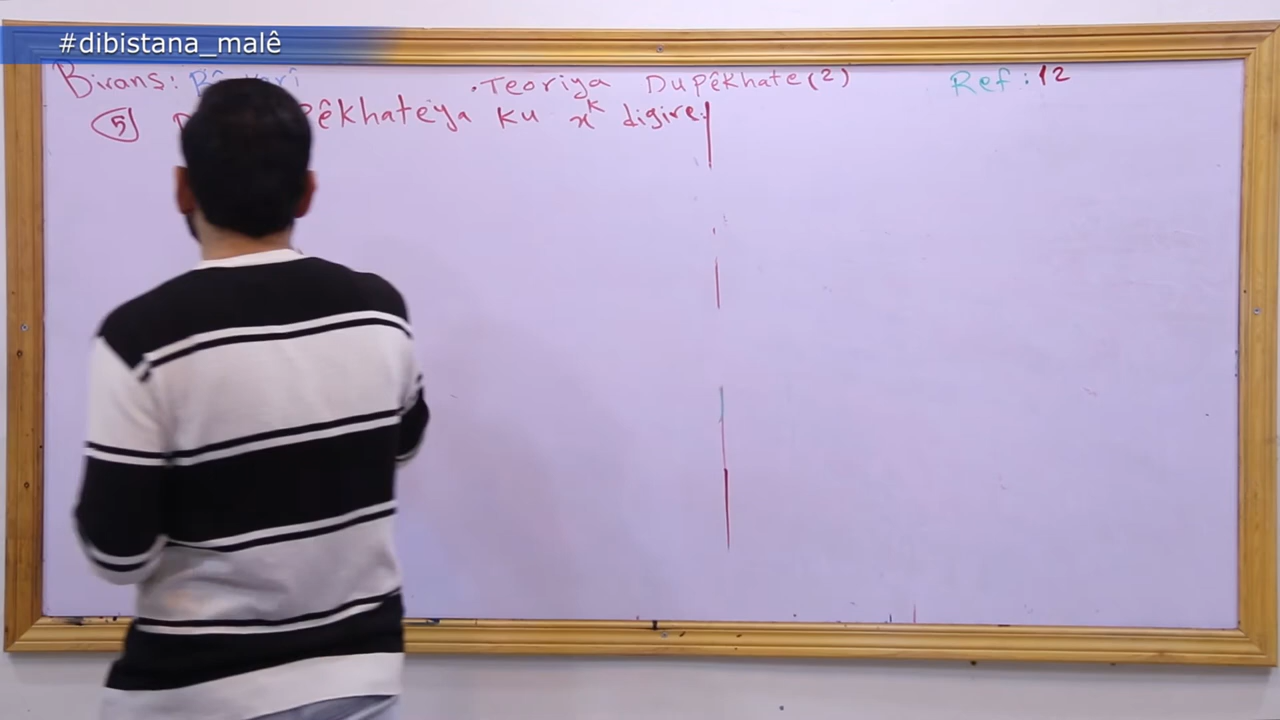 #dibistana_malê
Birans: Teoriya Dupêkhate(2) Ref: 12
5 pêkhateya ku x^k digire: